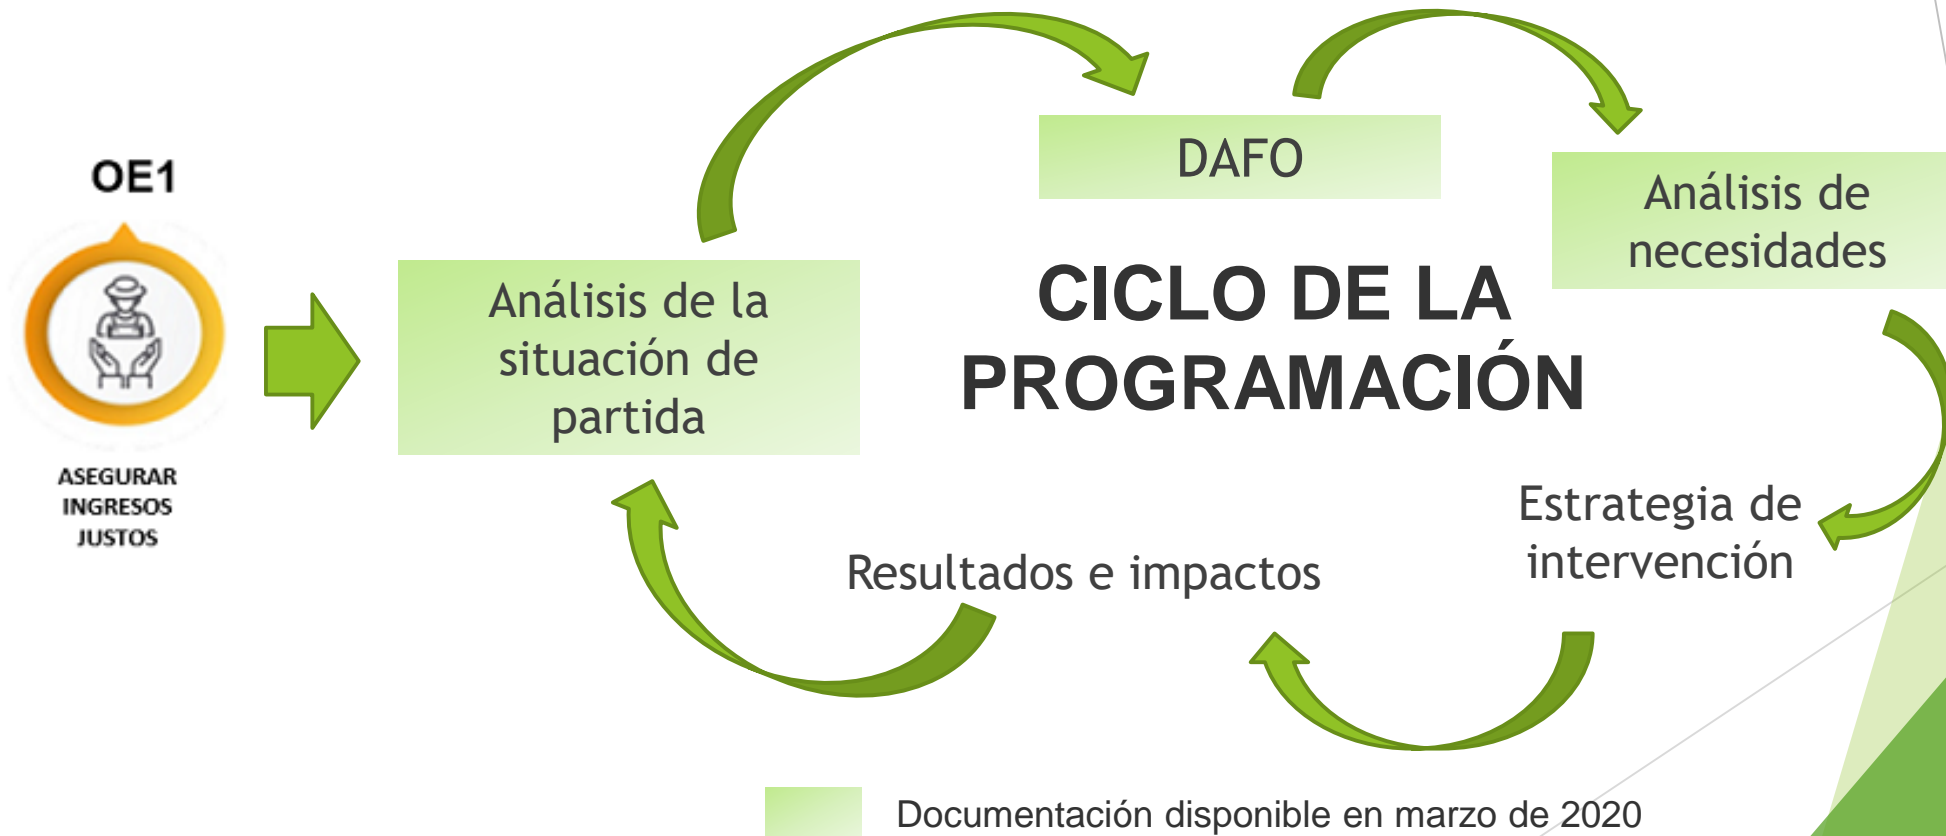 OE1
ASEGURAR
INGRESOS
JUSTOS
Análisis de la
situación de
partida
DAFO
Análisis de
necesidades
CICLO DE LA
PROGRAMACIÓN
Estrategia de
intervención
Resultados e impactos
Documentación disponible en marzo de 2020